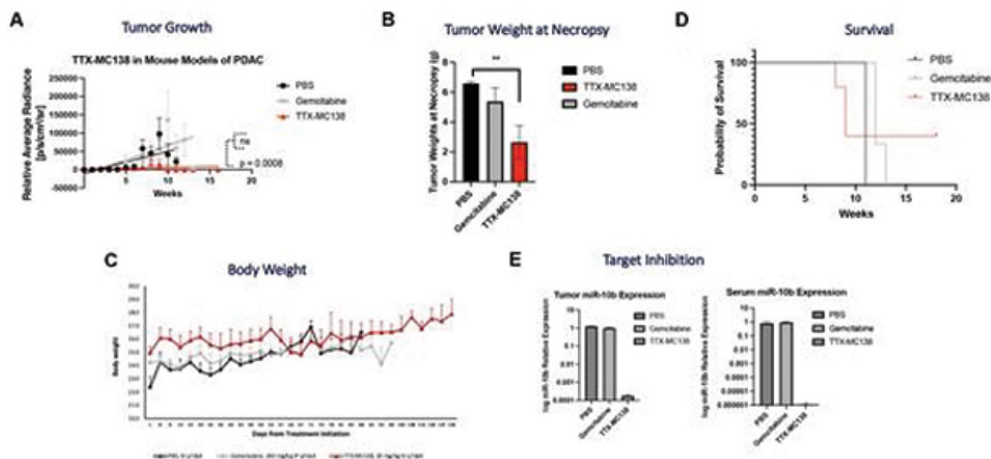 A
Tumor Growth
TTX-MC138 in Mouse Models of PDAC
Relative Average Radiance
[p/s/cm²/sr]
250000
200000
150000
100000
50000
0
-50000
5
10
15
20
Weeks
PBS
Gemcitabine
TTX-MC138
ns
p = 0.0008
B
Tumor Weight at Necropsy
Tumor Weights at Necropsy (g)
8
6
4
2
0
**
PBS
Gemcitabine
TTX-MC138
PBS
TTX-MC138
Gemcitabine
D
Survival
Probability of Survival
100
50
0
0
5
10
15
20
Weeks
PBS
Gemcitabine
TTX-MC138
C
Body Weight
Body weight
Days from Treatment Initiation
E
Target Inhibition
Tumor miR-10b Expression
log miR-10b Relative Expression
10
1
0.1
0.01
0.001
0.0001
PBS
Gemcitabine
TTX-MC138
PBS
Gemcitabine
TTX-MC138
Serum miR-10b Expression
log miR-10b Relative Expression
10
1
0.1
0.01
0.001
0.0001
0.00001
PBS
Gemcitabine
TTX-MC138
PBS
Gemcitabine
TTX-MC138